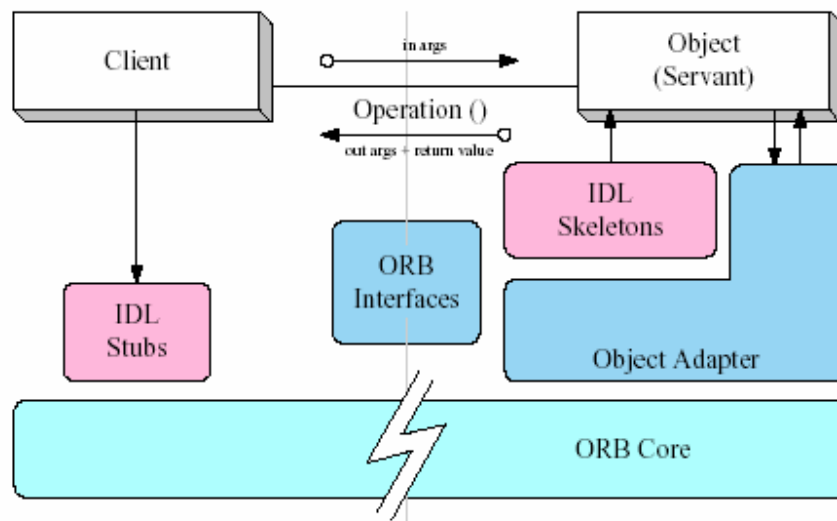 Client
in args
Object
(Servant)
Operation ()
out args + return value
IDL
Skeletons
ORB
Interfaces
IDL
Stubs
Object Adapter
ORB Core